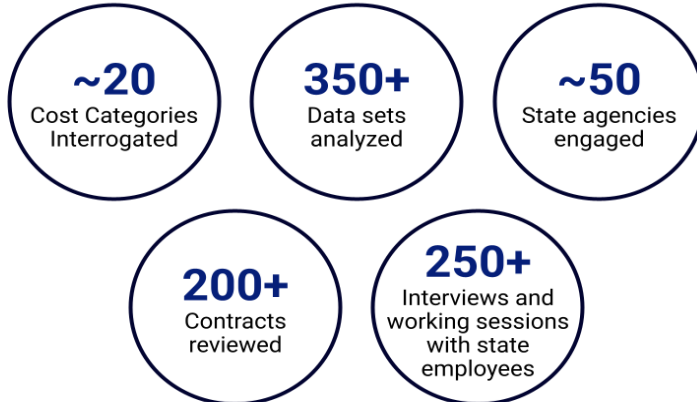 ~20
Cost Categories
Interrogated
350+
Data sets
analyzed
~50
State agencies
engaged
200+
Contracts
reviewed
250+
Interviews and
working sessions
with state
employees